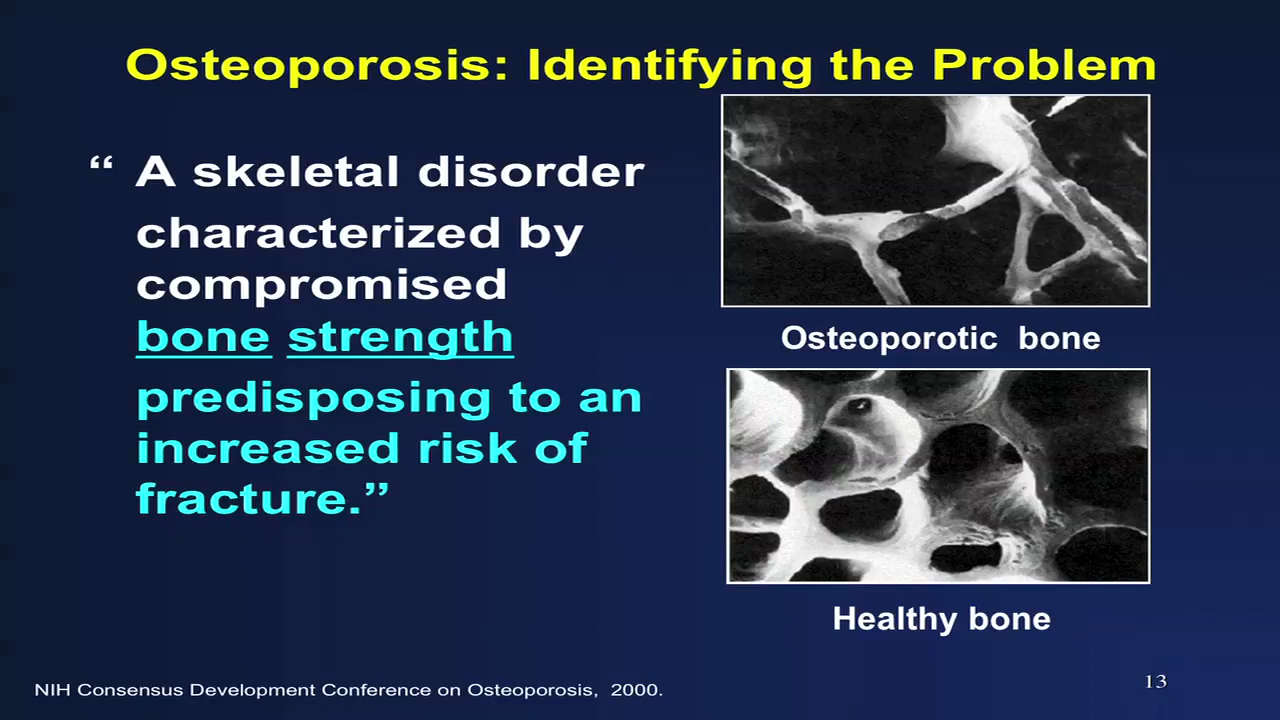 Osteoporosis: Identifying the Problem
“ A skeletal disorder
characterized by
compromised
bone strength
predisposing to an
increased risk of
fracture.”
Osteoporotic bone
Healthy bone
NIH Consensus Development Conference on Osteoporosis, 2000.
13